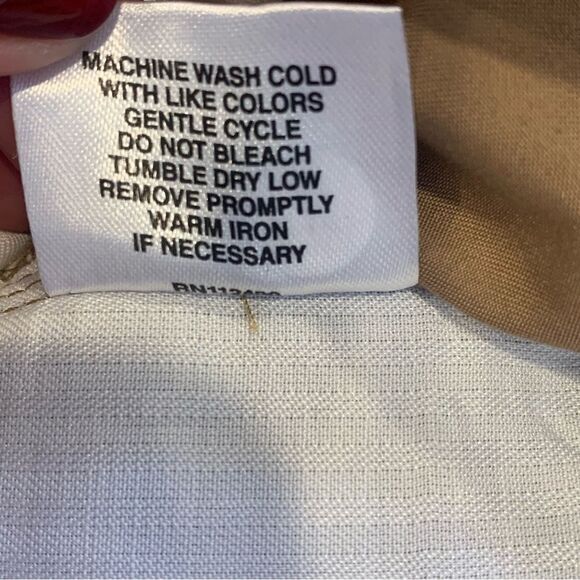 MACHINE WASH COLD
WITH LIKE COLORS
GENTLE CYCLE
DO NOT BLEACH
TUMBLE DRY LOW
REMOVE PROMPTLY
WARM IRON
IF NECESSARY